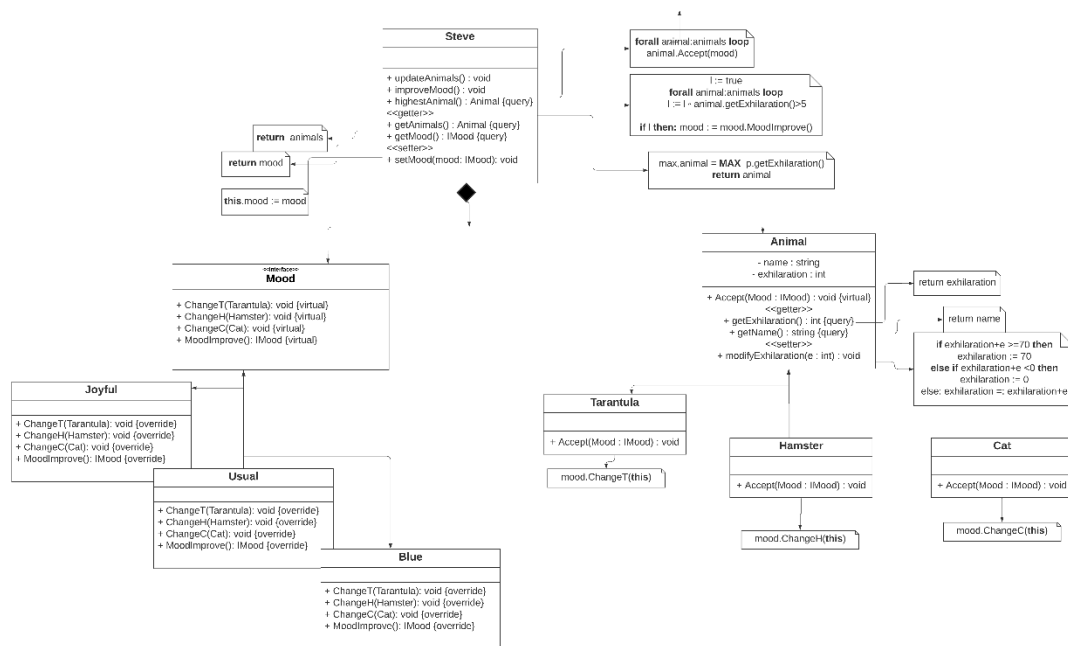 Steve
+ updateAnimals() : void
+ improveMood() : void
+ highestAnimal() : Animal {query}
<<getter>>
+ getAnimals() : Animal {query}
+ getMood() : IMood {query}
<<setter>>
+ setMood(mood: IMood): void
forall animal:animals loop
animal.Accept(mood)
l := true
forall animal:animals loop
l := l - animal.getExhilaration()>5
if l then: mood := mood.MoodImprove()
max,animal = MAX p.getExhilaration()
return animal
return animals
return mood
this.mood := mood
<<interface>>
Mood
+ ChangeT(Tarantula): void {virtual}
+ ChangeH(Hamster): void {virtual}
+ ChangeC(Cat): void {virtual}
+ MoodImprove(): IMood {virtual}
Animal
- name : string
- exhilaration : int
+ Accept(Mood : IMood) : void {virtual}
<<getter>>
+ getExhilaration() : int {query}
+ getName() : string {query}
<<setter>>
+ modifyExhilaration(e : int) : void
return exhilaration
return name
if exhilaration+e >=70 then
exhilaration := 70
else if exhilaration+e <0 then
exhilaration := 0
else: exhilaration =: exhilaration+e
Joyful
+ ChangeT(Tarantula): void {override}
+ ChangeH(Hamster): void {override}
+ ChangeC(Cat): void {override}
+ MoodImprove(): IMood {override}
Usual
+ ChangeT(Tarantula): void {override}
+ ChangeH(Hamster): void {override}
+ ChangeC(Cat): void {override}
+ MoodImprove(): IMood {override}
Blue
+ ChangeT(Tarantula): void {override}
+ ChangeH(Hamster): void {override}
+ ChangeC(Cat): void {override}
+ MoodImprove(): IMood {override}
Tarantula
+ Accept(Mood : IMood) : void
mood.ChangeT(this)
Hamster
+ Accept(Mood : IMood) : void
mood.ChangeH(this)
Cat
+ Accept(Mood : IMood) : void
mood.ChangeC(this)